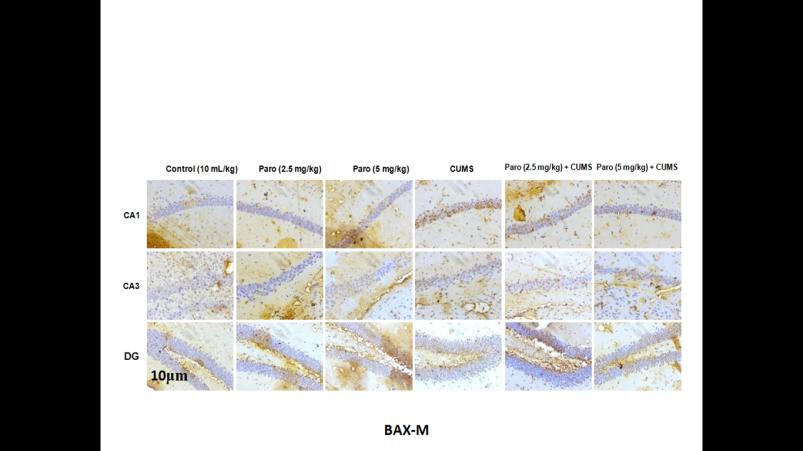 Control (10 mL/kg) Paro (2.5 mg/kg) Paro (5 mg/kg) CUMS Paro (2.5 mg/kg) + CUMS Paro (5 mg/kg) + CUMS
CA1
CA3
DG
10μm
BAX-M